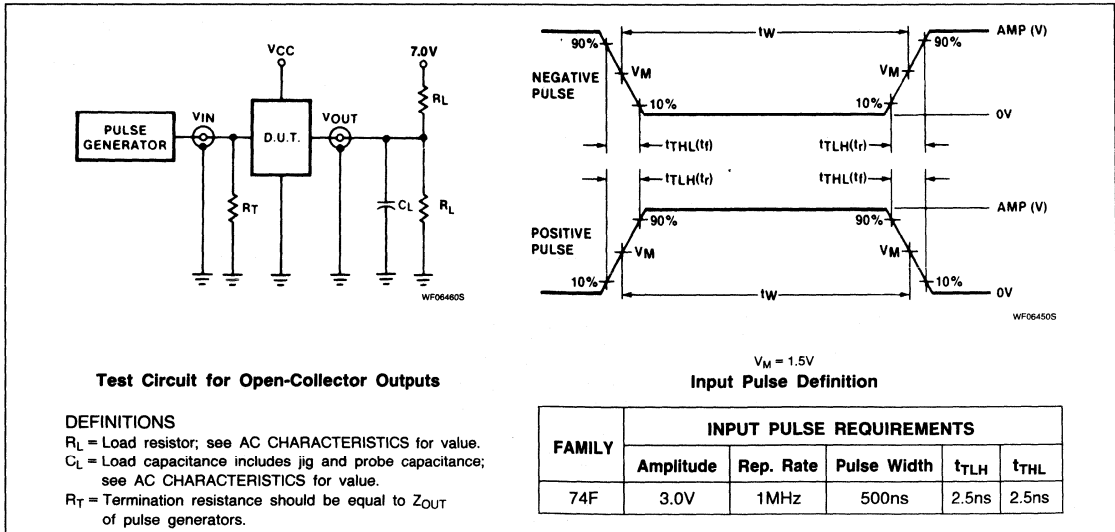 VCC
7.0V
RL
PULSE
GENERATOR
VIN
D.U.T.
VOUT
RT
CL
RL
WF06460S
Test Circuit for Open-Collector Outputs
DEFINITIONS
RL = Load resistor; see AC CHARACTERISTICS for value.
CL = Load capacitance includes jig and probe capacitance;
see AC CHARACTERISTICS for value.
RT = Termination resistance should be equal to ZOUT
of pulse generators.
tW
AMP (V)
90%
90%
NEGATIVE
PULSE
VM
VM
10%
10%
0V
tTHL(tf)
tTLH(tr)
tTLH(tr)
tTHL(tf)
AMP (V)
90%
90%
POSITIVE
PULSE
VM
VM
10%
10%
tW
0V
WF06450S
VM = 1.5V
Input Pulse Definition
FAMILY
INPUT PULSE REQUIREMENTS
Amplitude Rep. Rate Pulse Width tTLH tTHL
74F 3.0V 1MHz 500ns 2.5ns 2.5ns